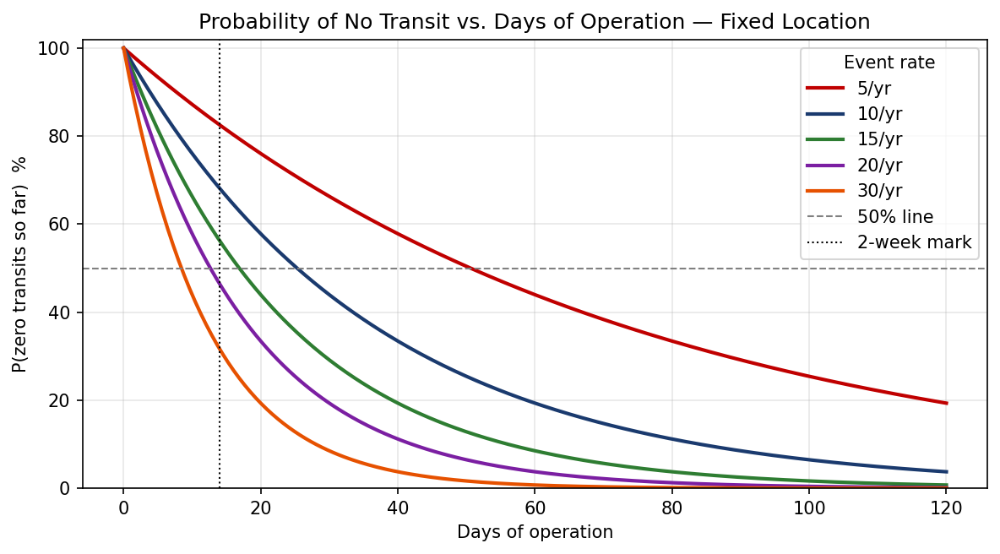 Probability of No Transit vs. Days of Operation — Fixed Location
P(zero transits so far)  %
100
80
60
40
20
0
Event rate
5/yr
10/yr
15/yr
20/yr
30/yr
50% line
2-week mark
0 20 40 60 80 100 120
Days of operation